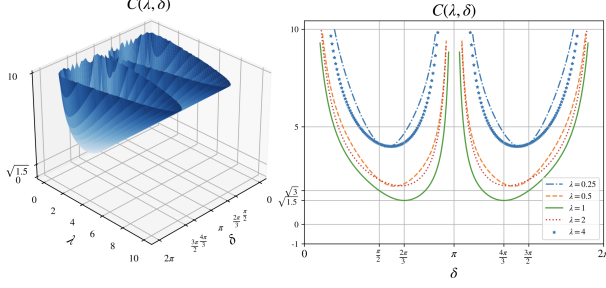 C(λ, δ)
10
√1.5
0
0
2
4
6
8
10
λ
2π
3π/2
4π/3
π
2π/3
π/2
0
δ
C(λ, δ)
10
5
√3
√1.5
0
-1
0
π/2
2π/3
π
4π/3
3π/2
2π
δ
λ = 0.25
λ = 0.5
λ = 1
λ = 2
λ = 4